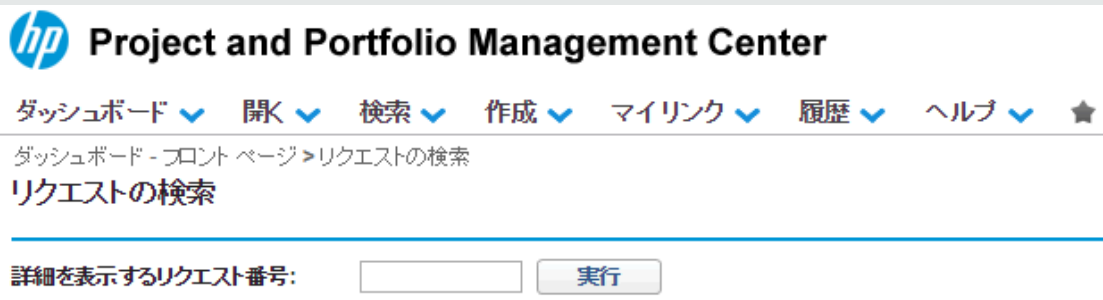 hp Project and Portfolio Management Center
ダッシュボード 開く 検索 作成 マイリンク 履歴 ヘルプ
ダッシュボード - フロント ページ > リクエストの検索
リクエストの検索
詳細を表示するリクエスト番号: 実行